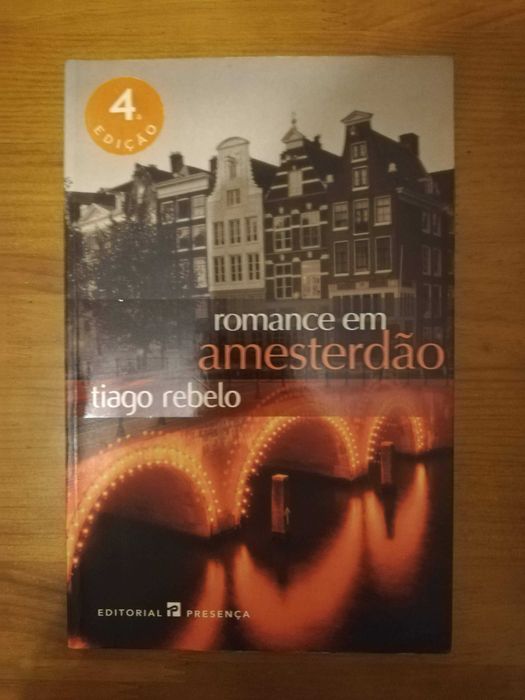 4.ª
EDIÇÃO
romance em
amesterdão
tiago rebelo
EDITORIAL P PRESENÇA